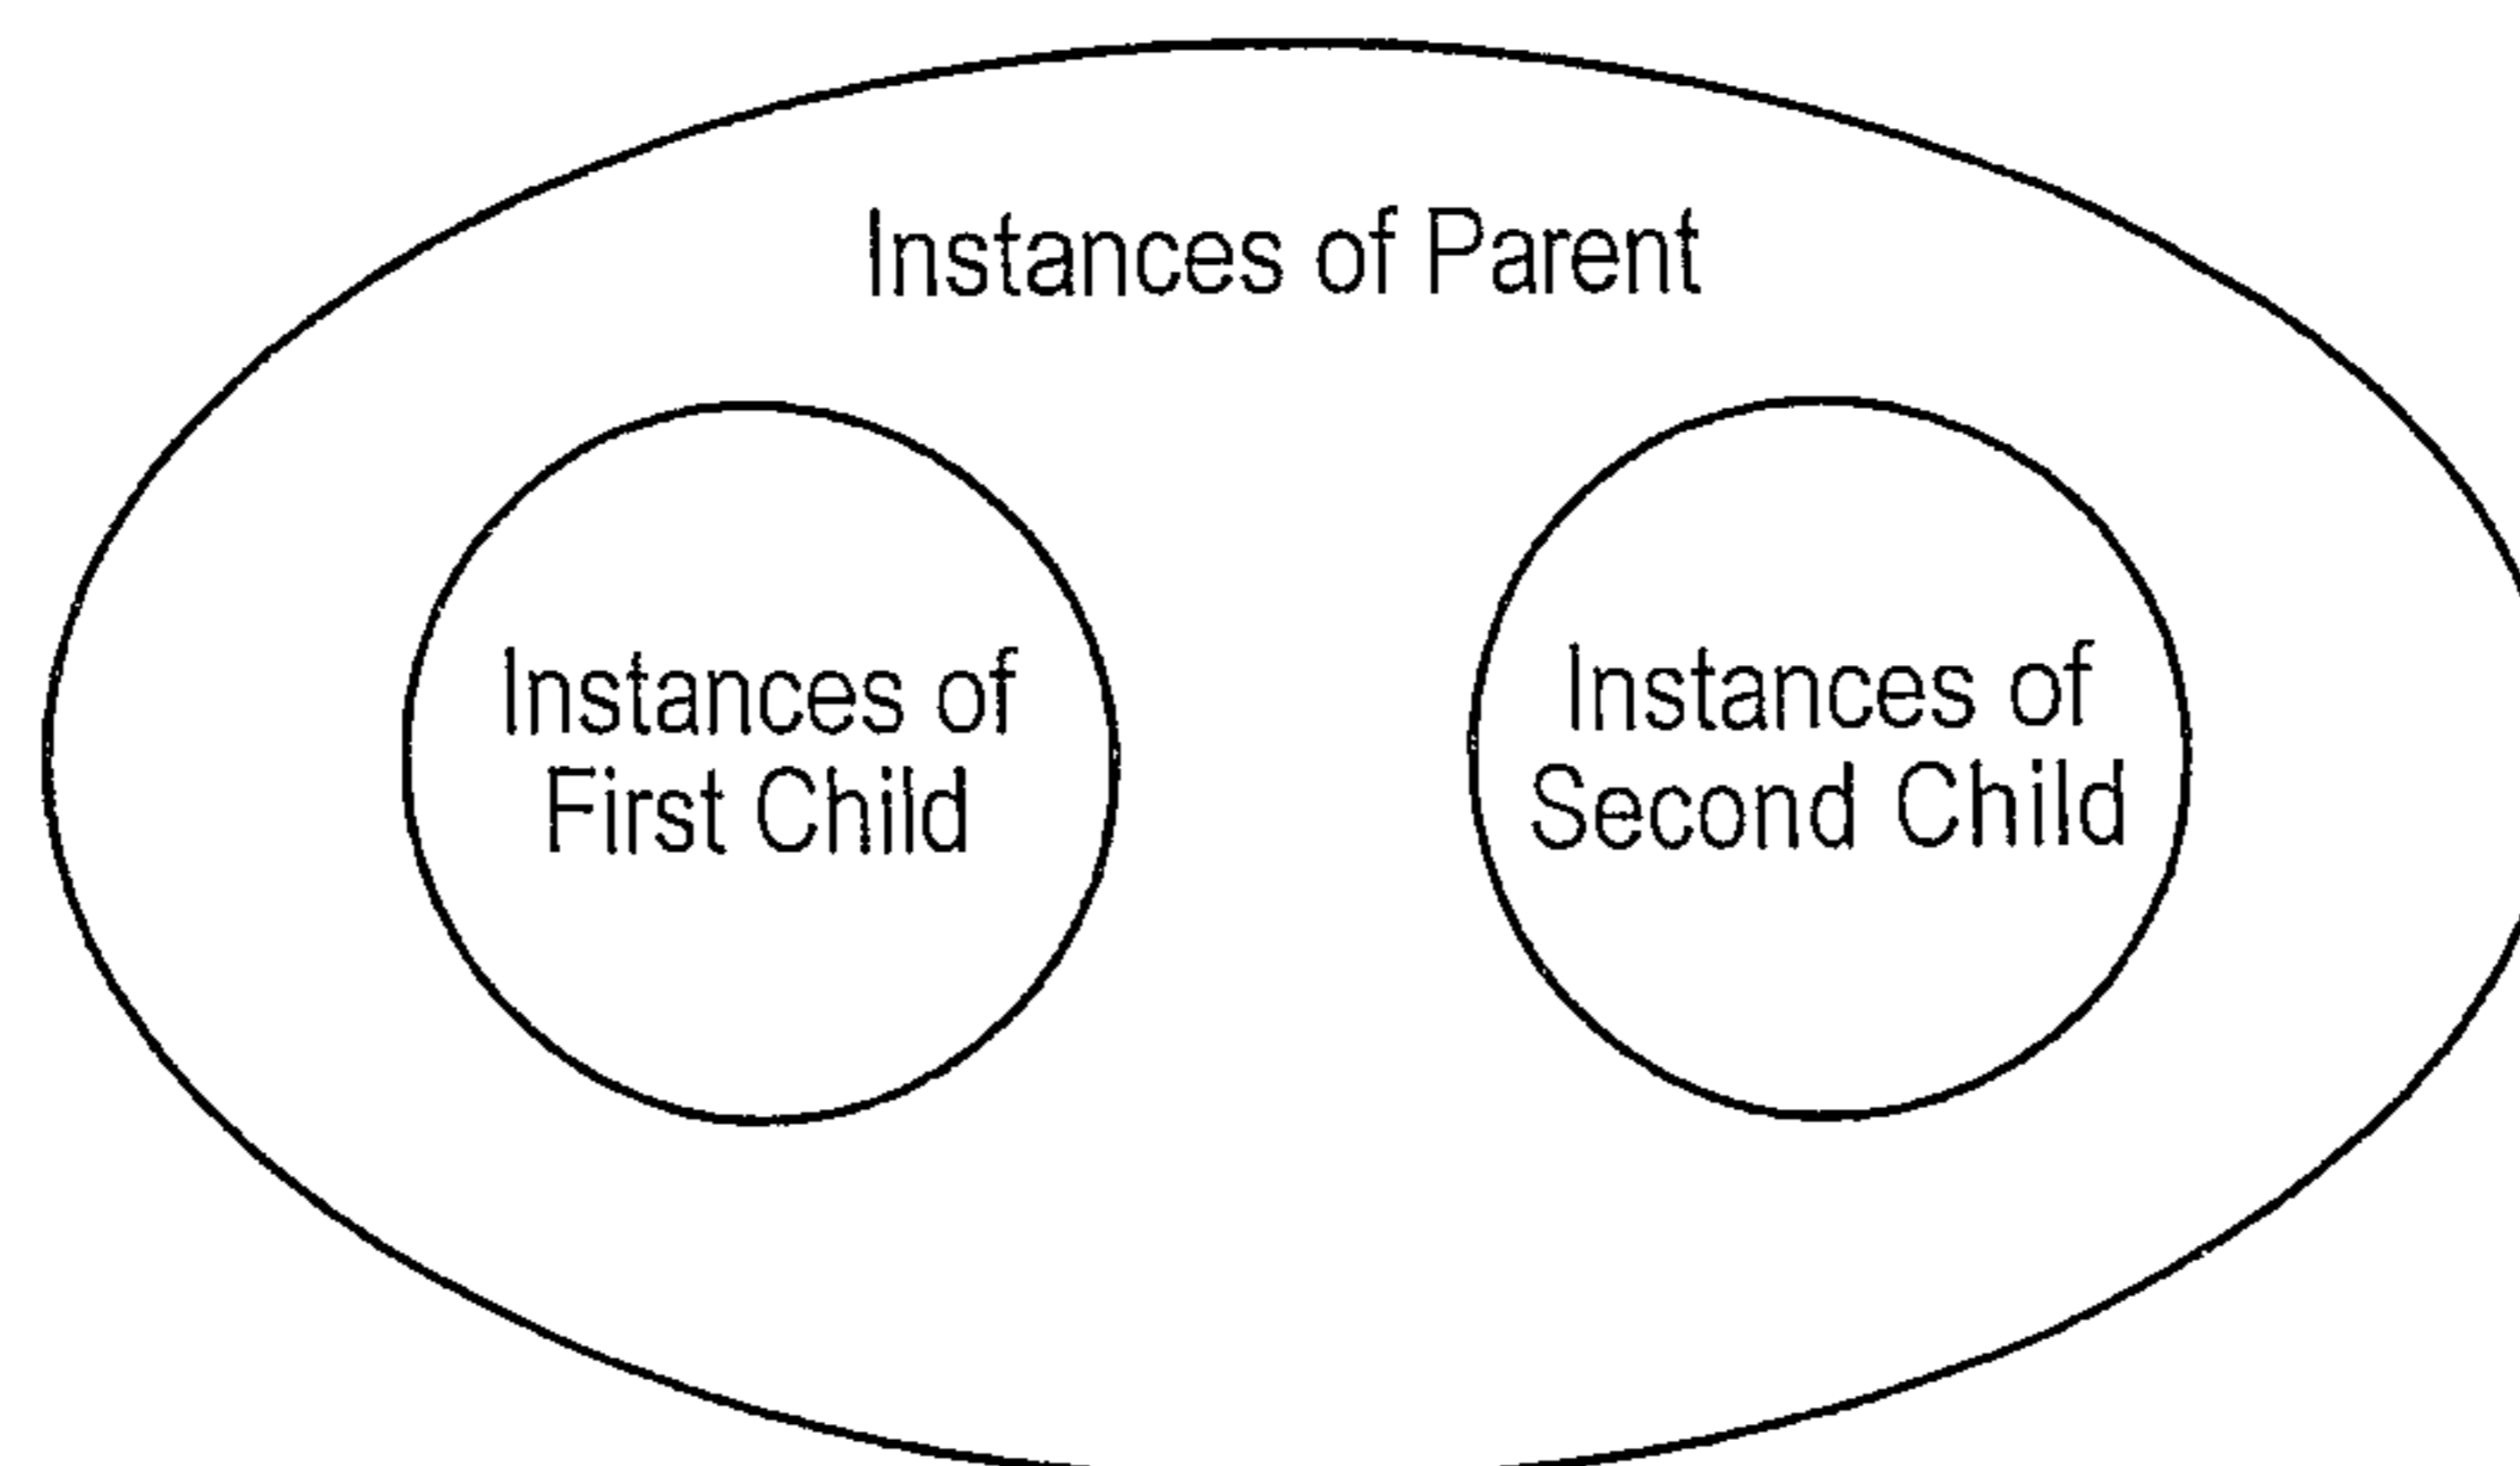 Instances of Parent
Instances of
First Child
Instances of
Second Child